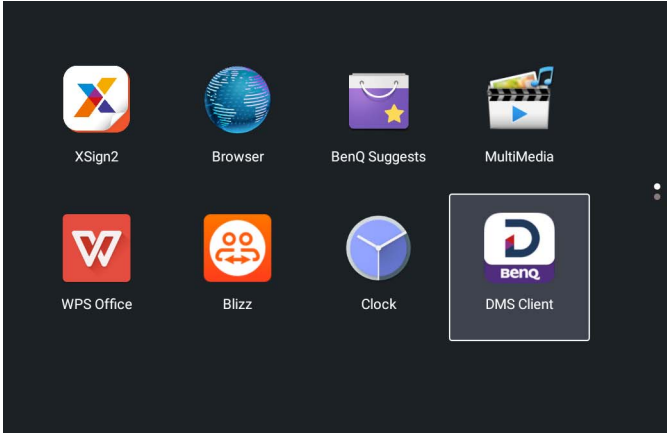 XSign2
Browser
BenQ Suggests
MultiMedia
BenQ
WPS Office
Blizz
Clock
DMS Client